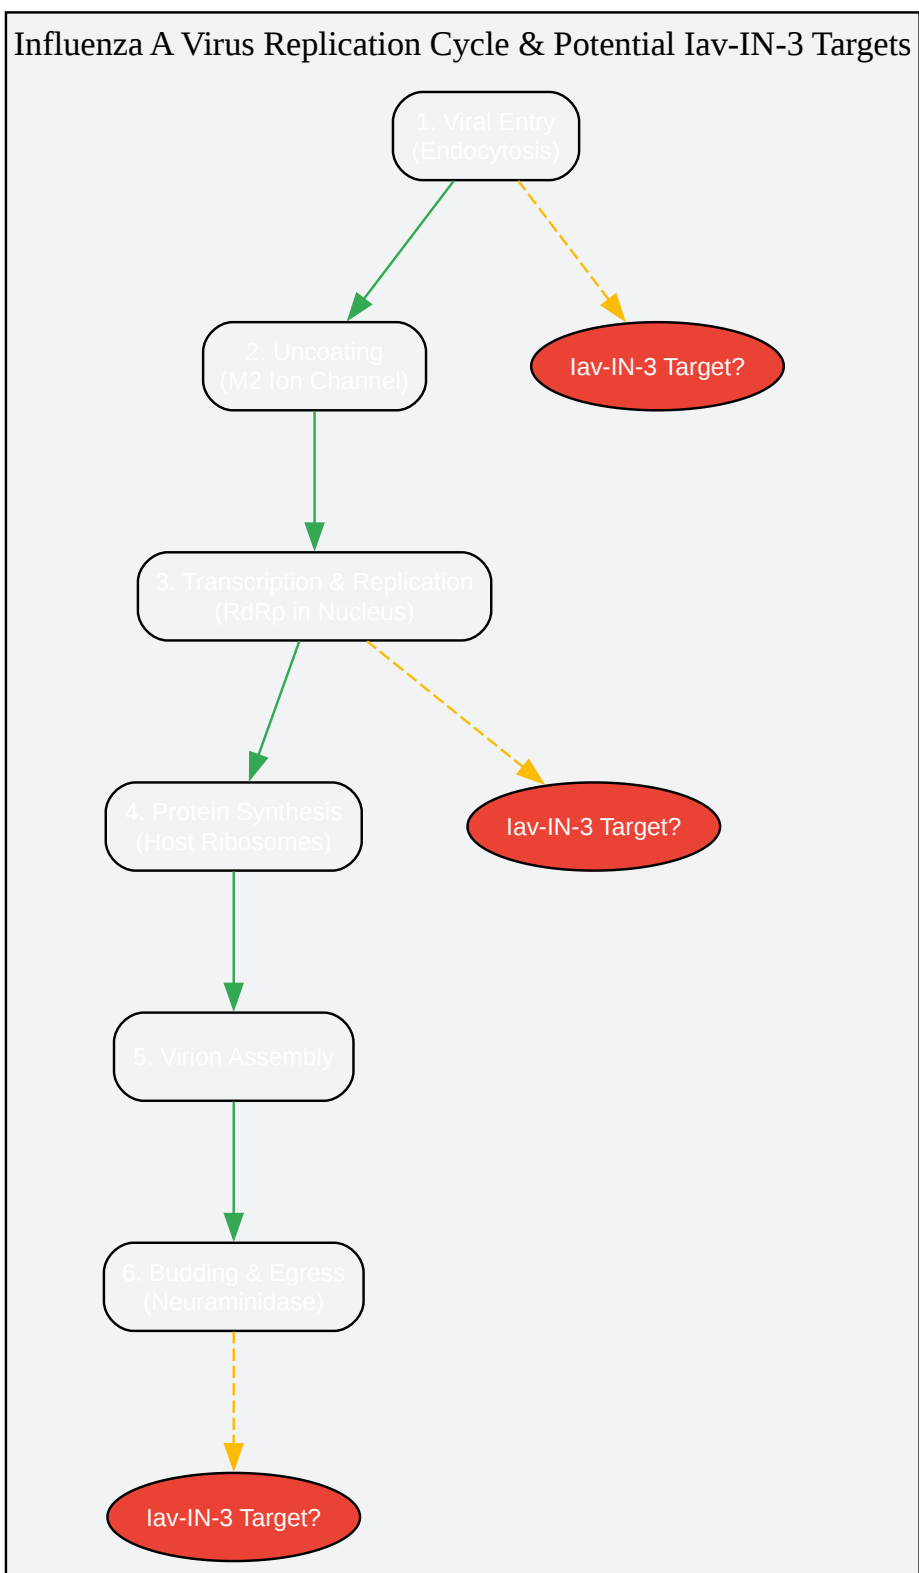 Influenza A Virus Replication Cycle & Potential Iav-IN-3 Targets
1. Viral Entry
(Endocytosis)
2. Uncoating
(M2 Ion Channel)
Iav-IN-3 Target?
3. Transcription & Replication
(RdRp in Nucleus)
4. Protein Synthesis
(Host Ribosomes)
Iav-IN-3 Target?
5. Virion Assembly
6. Budding & Egress
(Neuraminidase)
Iav-IN-3 Target?